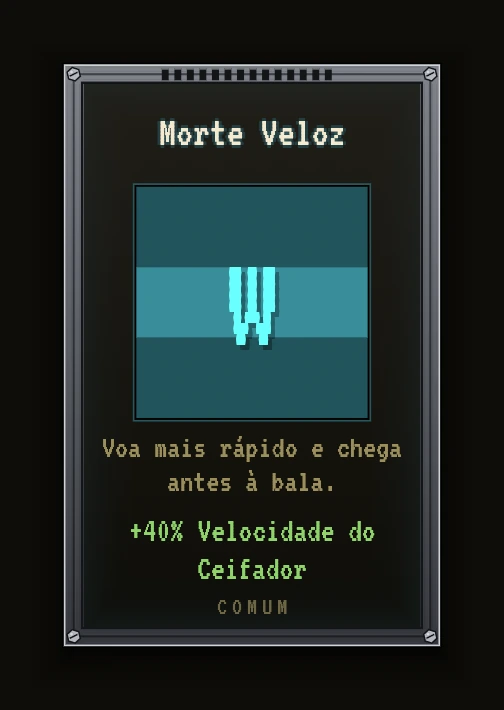 Morte Veloz
Voa mais rápido e chega
antes à bala.
+40% Velocidade do
Ceifador
COMUM